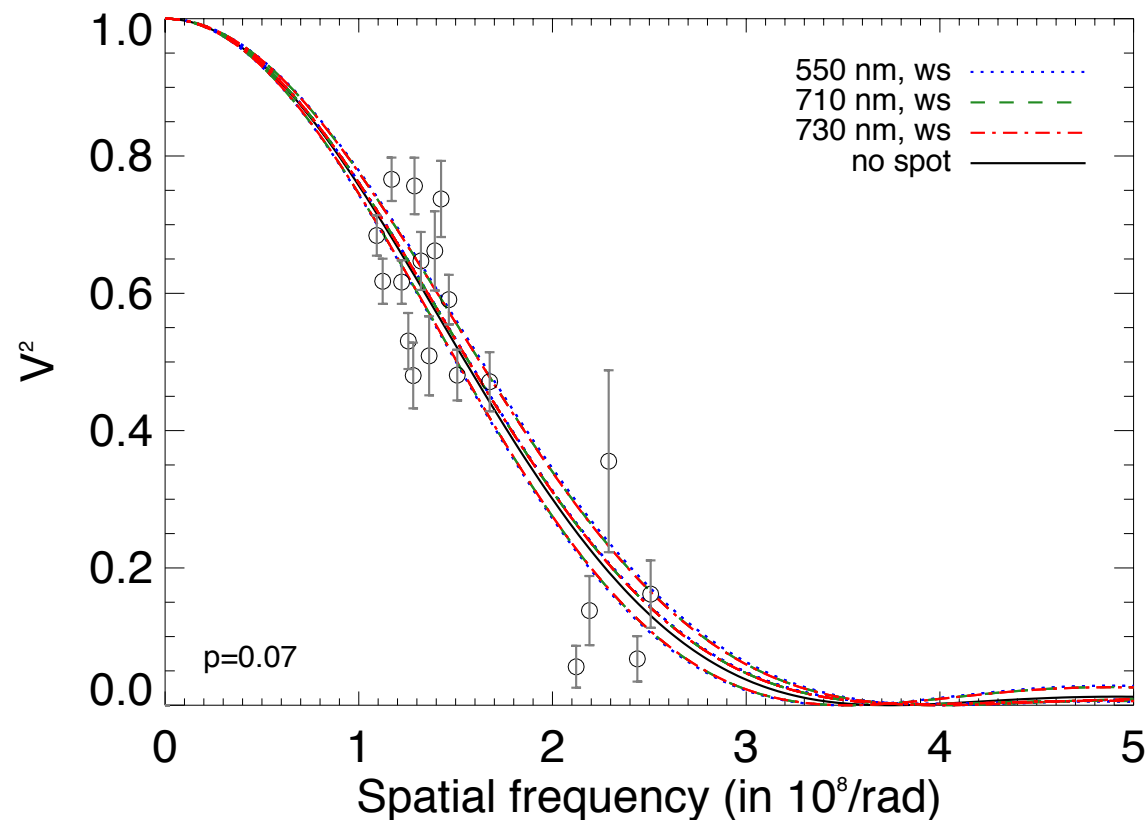 1.0
0.8
0.6
0.4
0.2
0.0
V²
550 nm, ws
710 nm, ws
730 nm, ws
no spot
p=0.07
0 1 2 3 4 5
Spatial frequency (in 10⁸/rad)